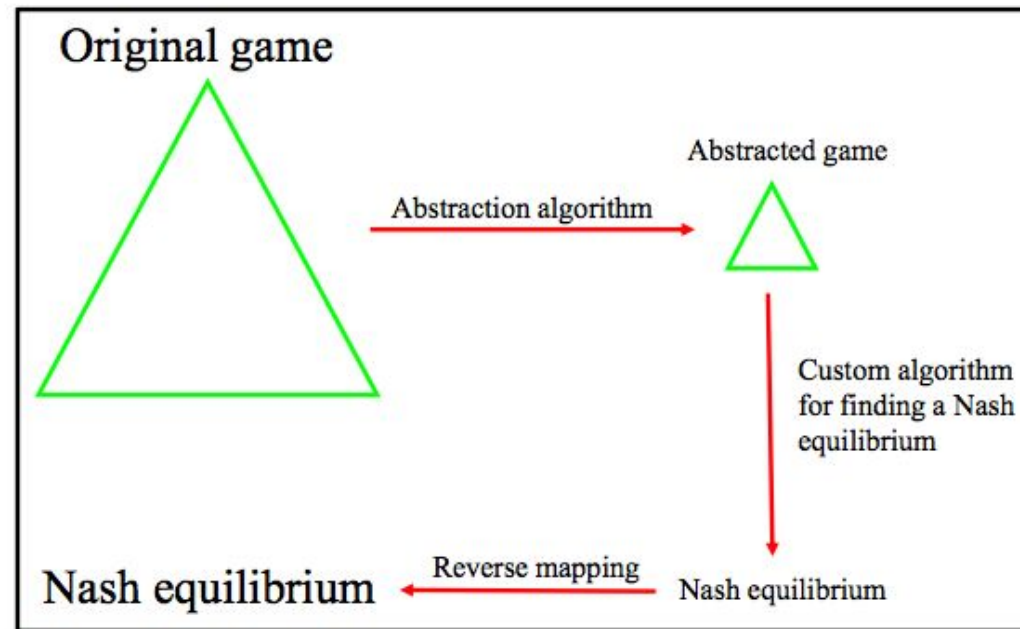 Original game
Abstracted game
Abstraction algorithm
Custom algorithm
for finding a Nash
equilibrium
Reverse mapping
Nash equilibrium
Nash equilibrium